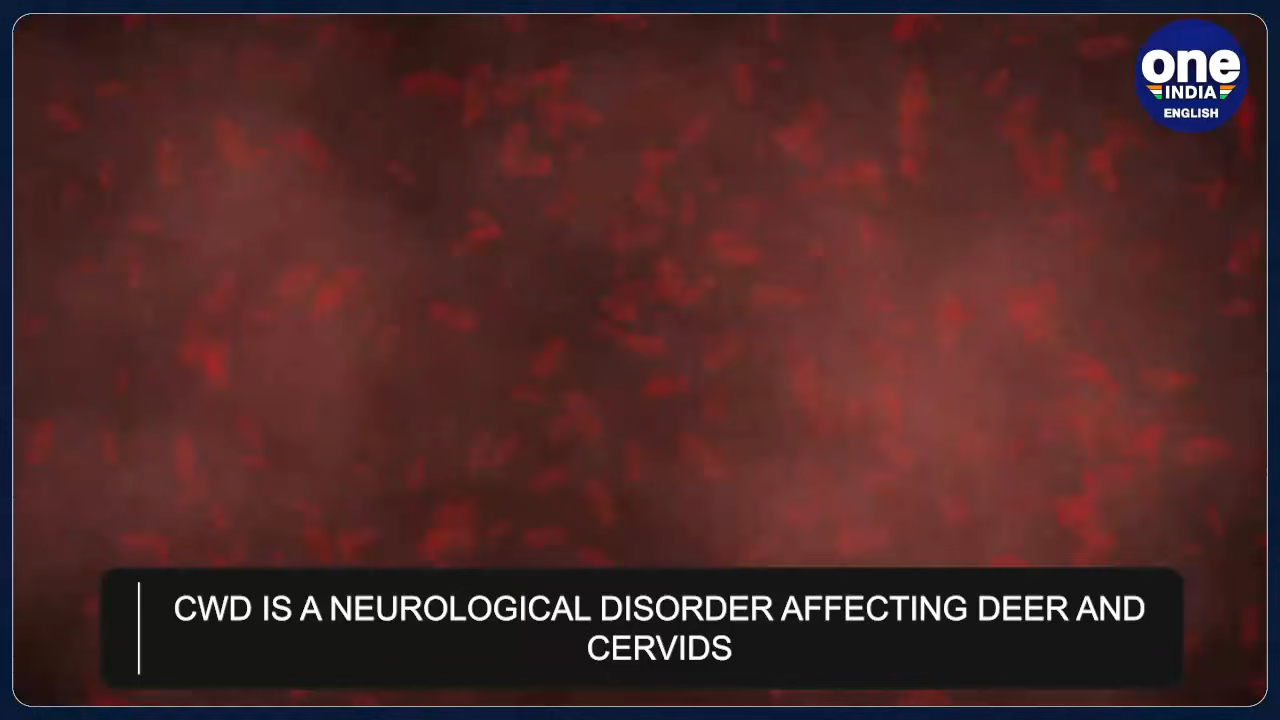 one
INDIA
ENGLISH
CWD IS A NEUROLOGICAL DISORDER AFFECTING DEER AND
CERVIDS